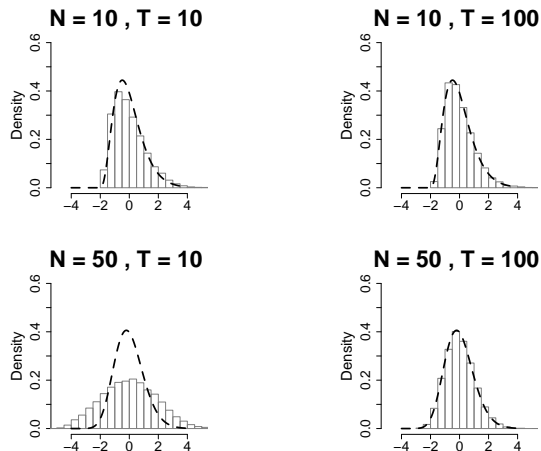 N = 10 , T = 10
Density
0.0 0.2 0.4 0.6
−4 −2 0 2 4
N = 10 , T = 100
Density
0.0 0.2 0.4 0.6
−4 −2 0 2 4
N = 50 , T = 10
Density
0.0 0.2 0.4 0.6
−4 −2 0 2 4
N = 50 , T = 100
Density
0.0 0.2 0.4 0.6
−4 −2 0 2 4